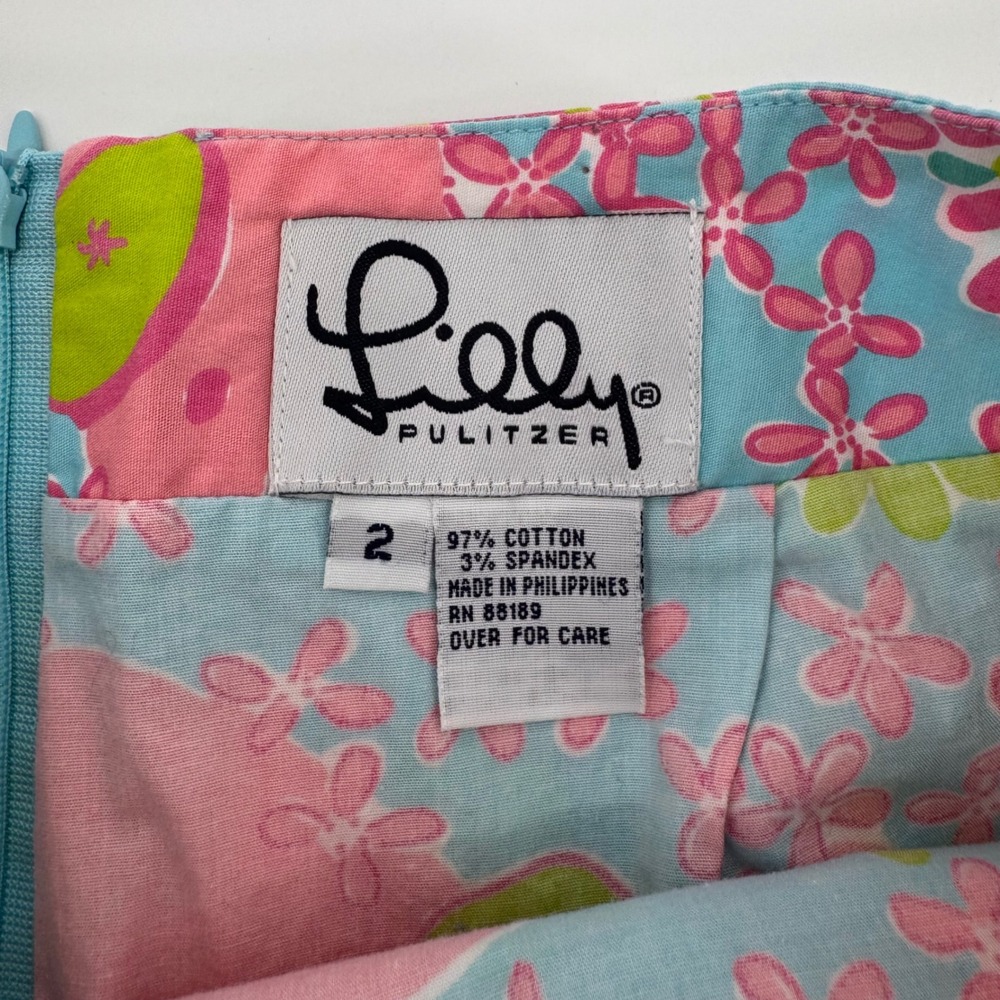 Lilly®
PULITZER
2
97% COTTON
3% SPANDEX
MADE IN PHILIPPINES
RN 88189
OVER FOR CARE